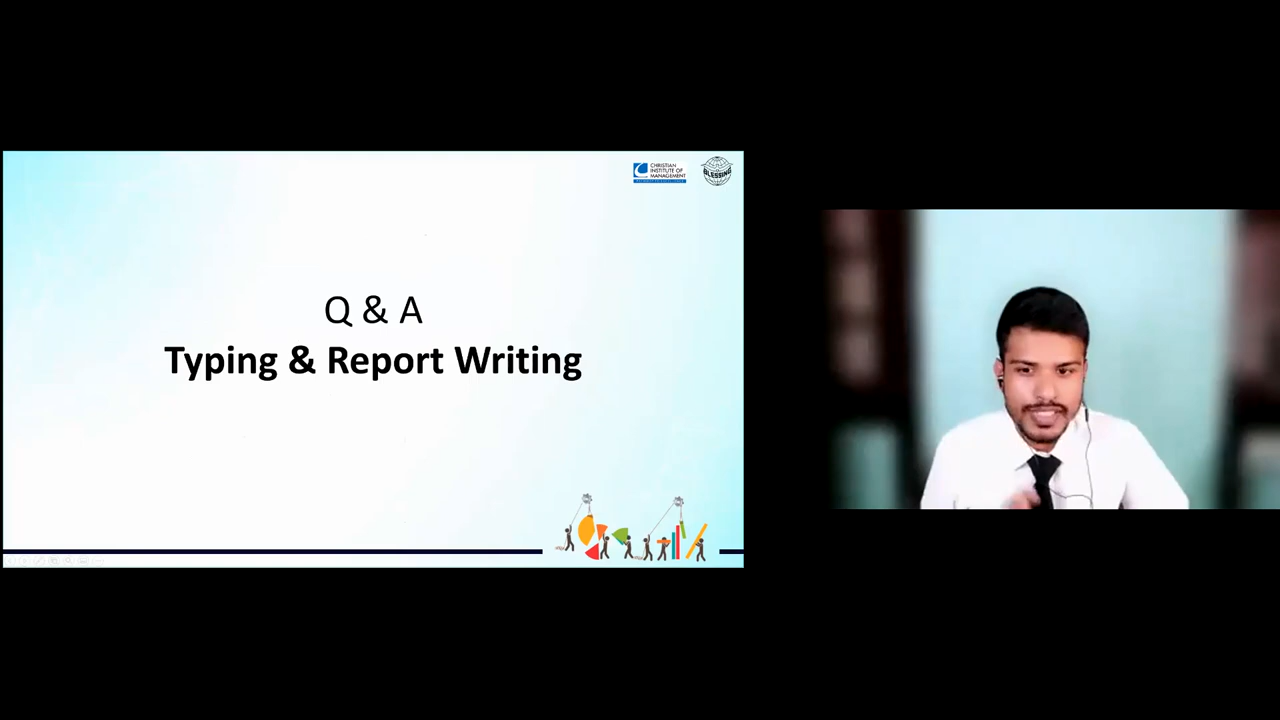 CHRISTIAN
INSTITUTE OF
MANAGEMENT
BLESSING
Q & A
Typing & Report Writing